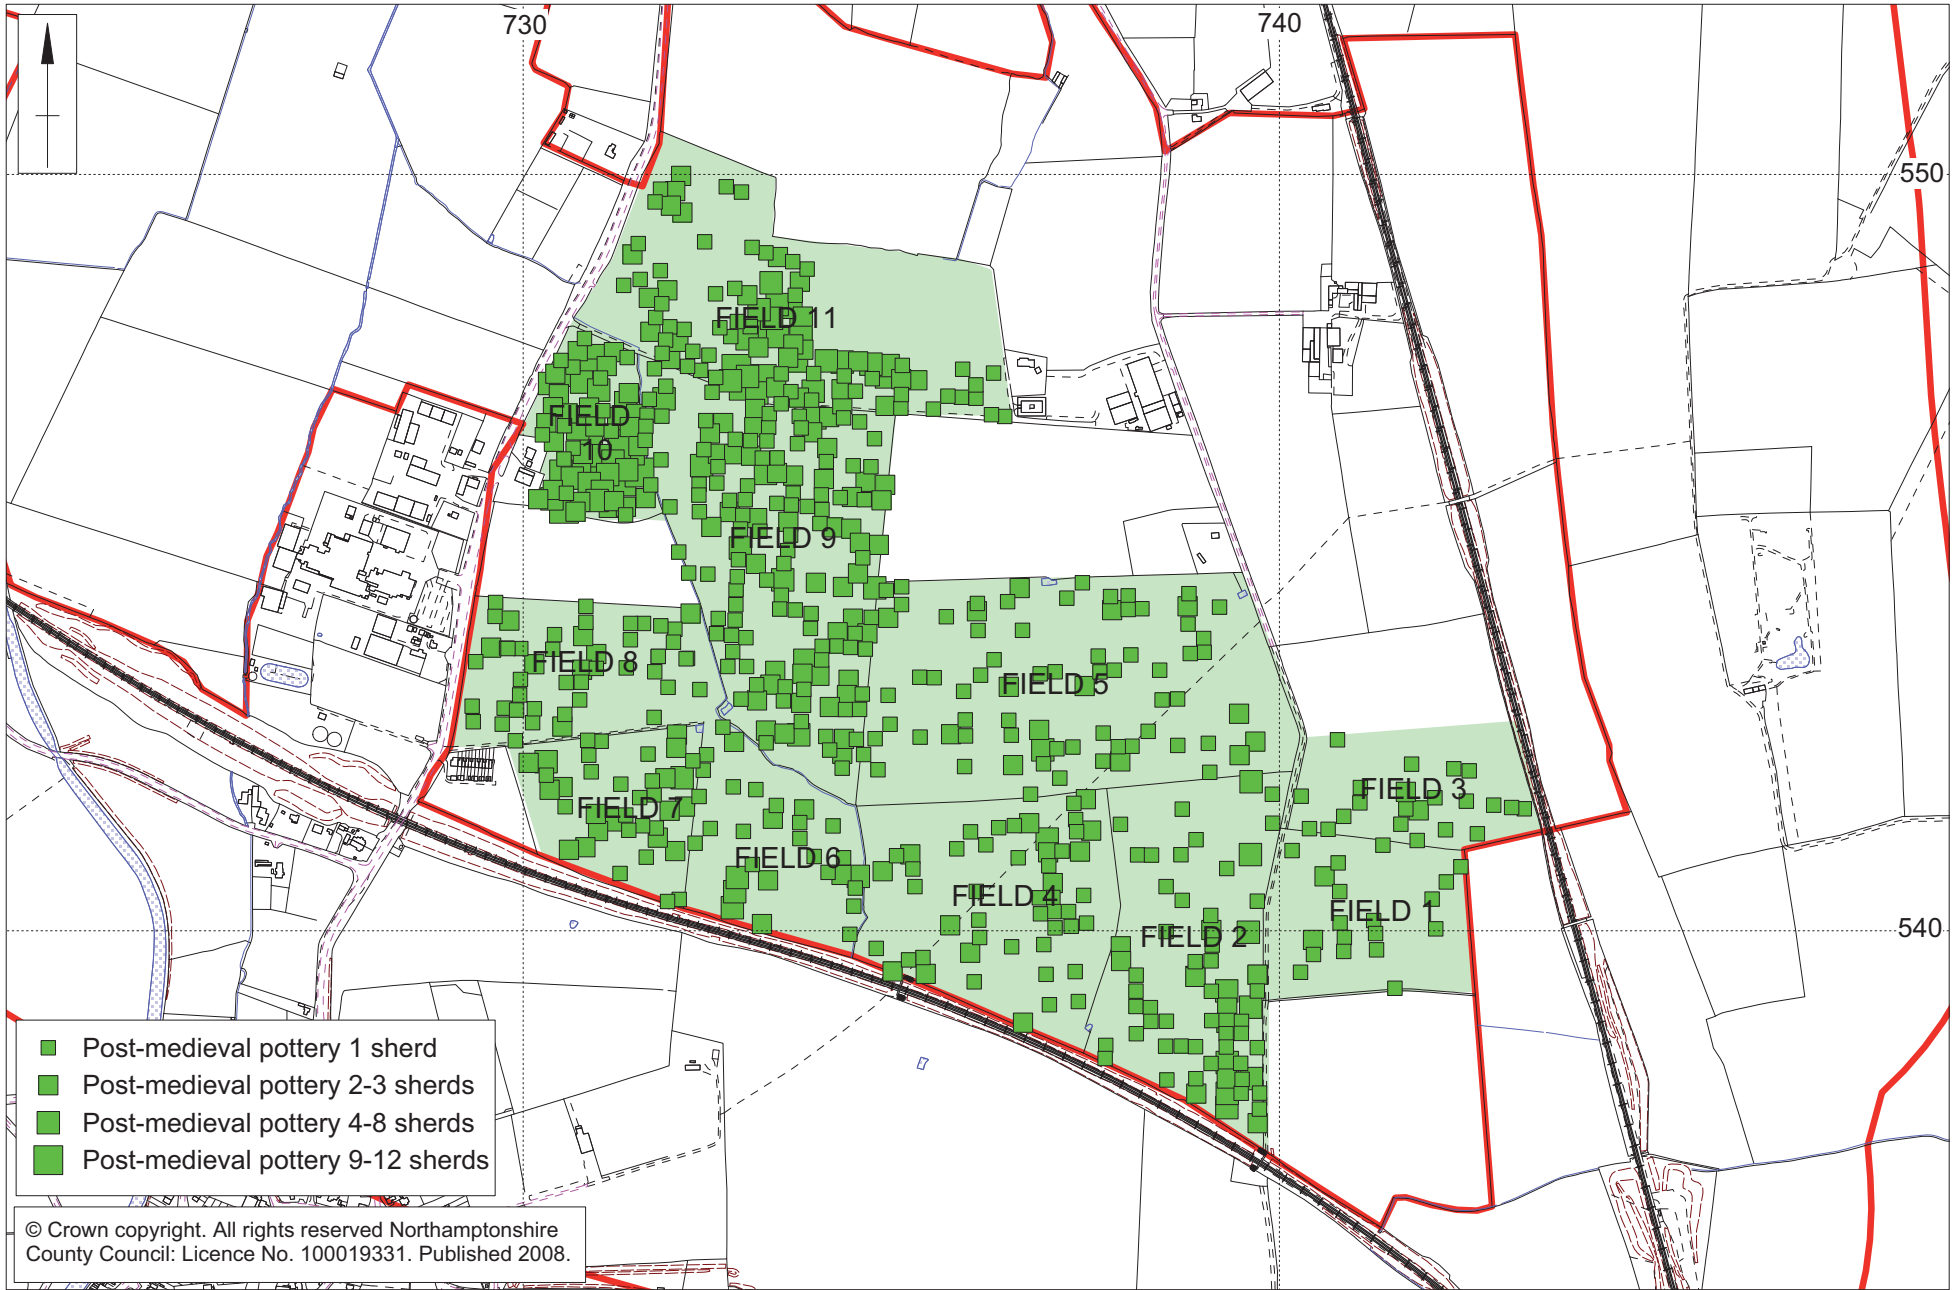 730
740
550
FIELD 11
FIELD
10
FIELD 9
FIELD 8
FIELD 5
FIELD 3
FIELD 7
FIELD 6
FIELD 4
FIELD 1
FIELD 2
540
Post-medieval pottery 1 sherd
Post-medieval pottery 2-3 sherds
Post-medieval pottery 4-8 sherds
Post-medieval pottery 9-12 sherds
© Crown copyright. All rights reserved Northamptonshire
County Council: Licence No. 100019331. Published 2008.